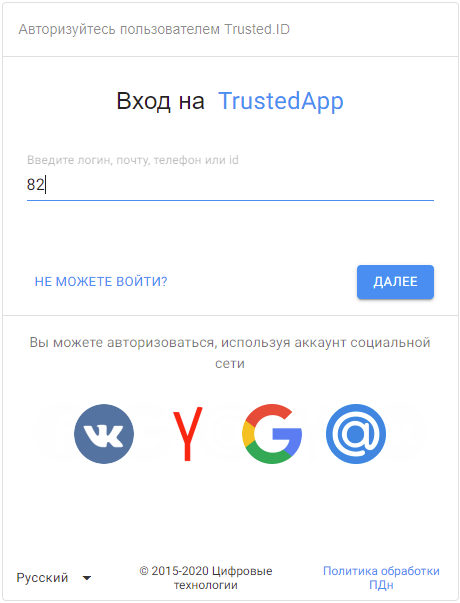 Авторизуйтесь пользователем Trusted.ID
Вход на TrustedApp
Введите логин, почту, телефон или id
82
НЕ МОЖЕТЕ ВОЙТИ?
ДАЛЕЕ
Вы можете авторизоваться, используя аккаунт социальной
сети
Русский
© 2015-2020 Цифровые
технологии
Политика обработки
ПДн